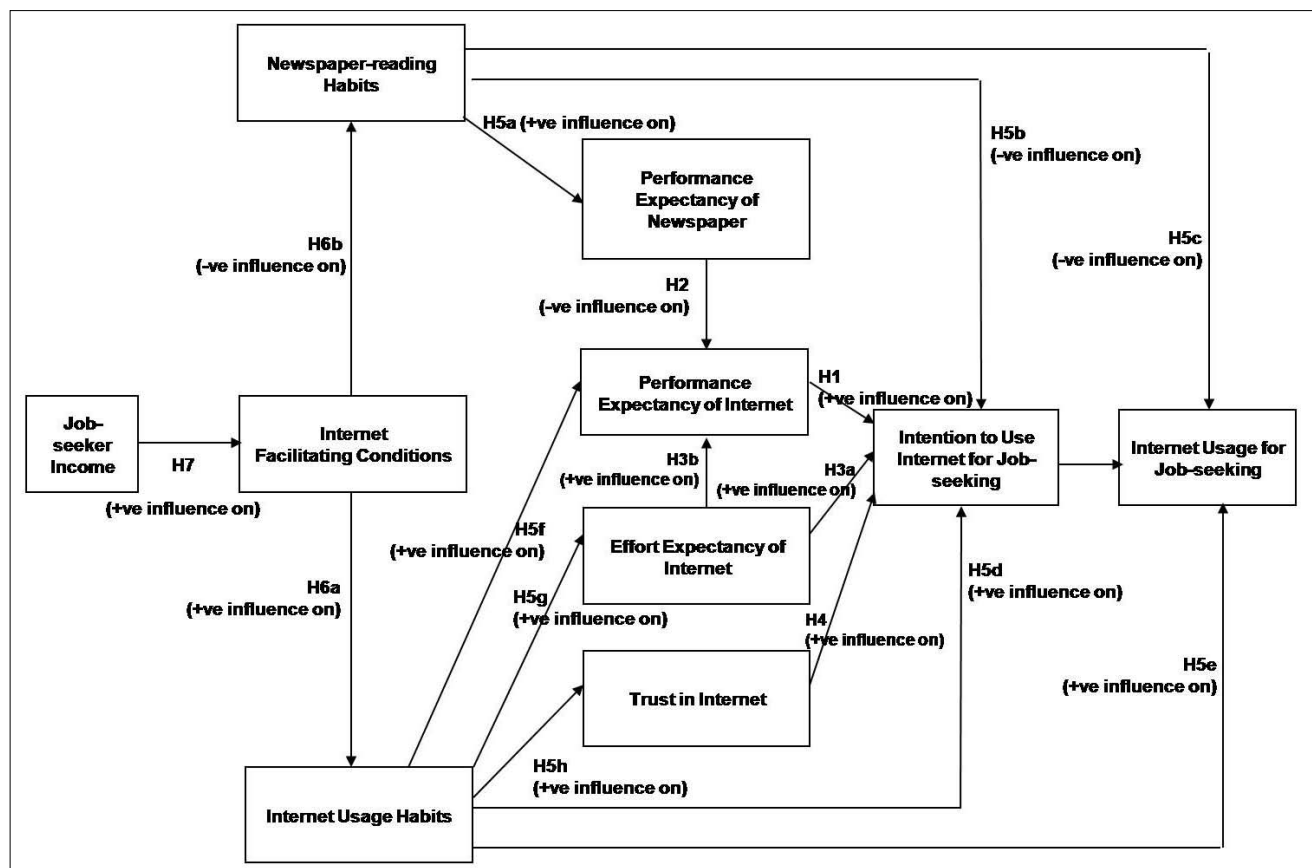 Newspaper-reading
Habits
H5a (+ve influence on)
H5b
(-ve influence on)
Performance
Expectancy of
Newspaper
H5c
(-ve influence on)
H6b
(-ve influence on)
H2
(-ve influence on)
Performance
Expectancy of Internet
H1
(+ve influence on)
Job-
seeker
Income
H7
(+ve influence on)
Internet
Facilitating Conditions
Intention to Use
Internet for Job-
seeking
Internet Usage for
Job-seeking
H3b
(+ve influence on)
H3a
(+ve influence on)
H5f
(+ve influence on)
Effort Expectancy of
Internet
H5d
(+ve influence on)
H6a
(+ve influence on)
H5g
(+ve influence on)
H4
(+ve influence on)
H5e
(+ve influence on)
Trust in Internet
H5h
(+ve influence on)
Internet Usage Habits